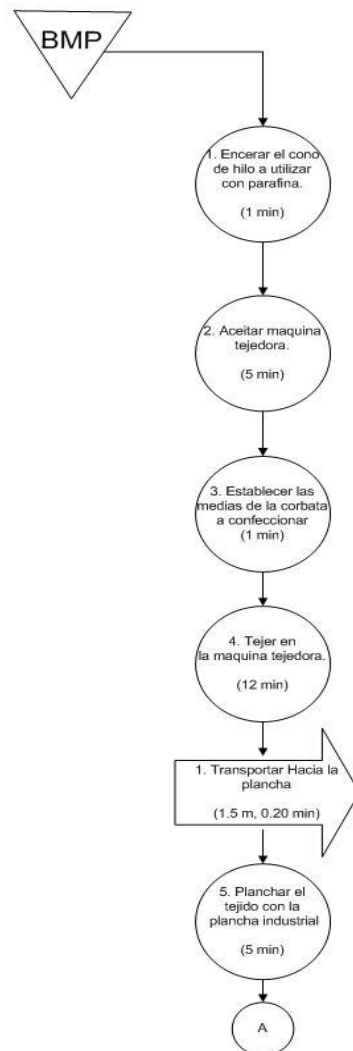 BMP
1. Encerar el cono
de hilo a utilizar
con parafina.
(1 min)
2. Aceitar maquina
tejedora.
(5 min)
3. Establecer las
medias de la corbata
a confeccionar
(1 min)
4. Tejer en
la maquina tejedora.
(12 min)
1. Transportar Hacia la
plancha
(1.5 m, 0.20 min)
5. Planchar el
tejido con la
plancha industrial
(5 min)
A